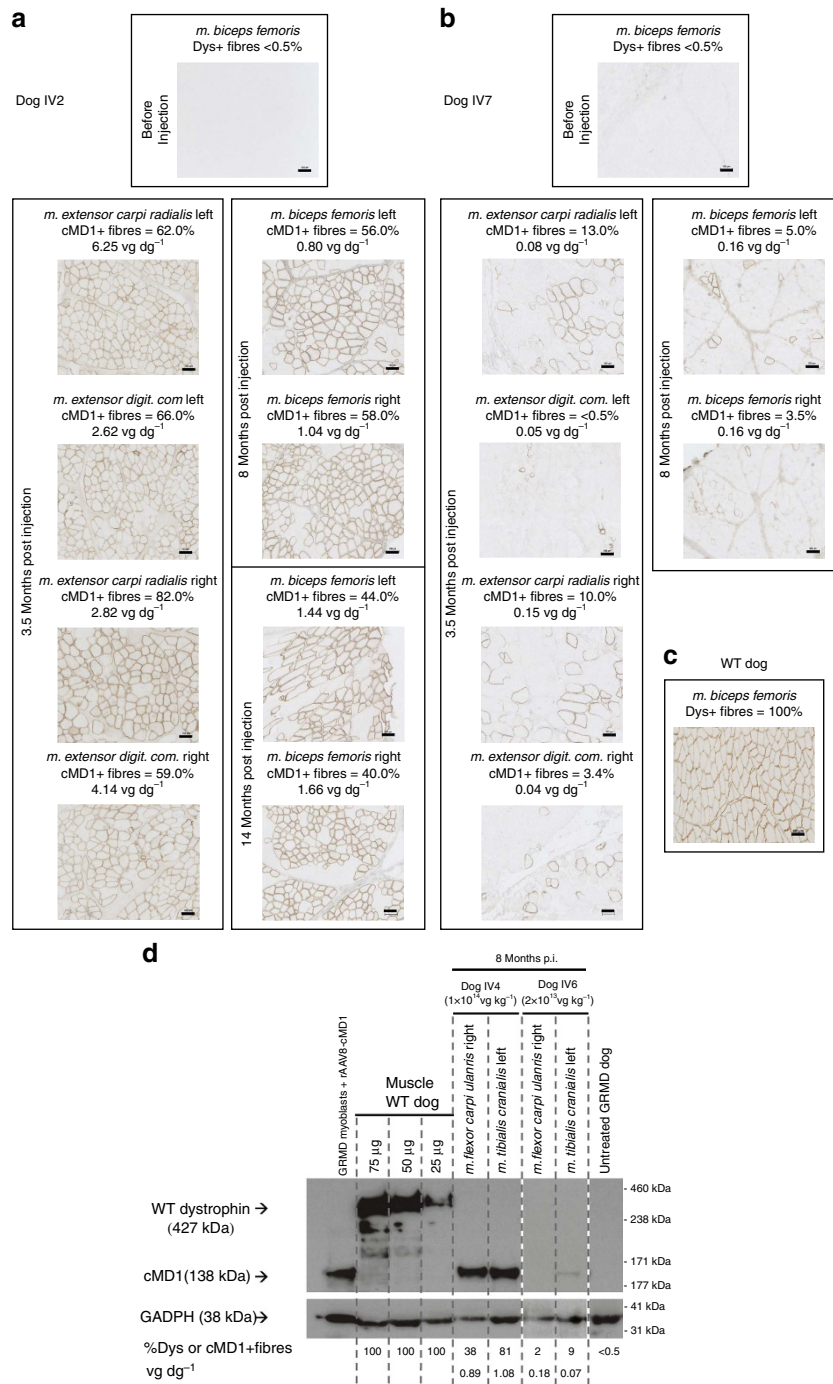 a
m. biceps femoris
Dys+ fibres <0.5%
Dog IV2
Before
Injection
b
m. biceps femoris
Dys+ fibres <0.5%
Dog IV7
Before
Injection
3.5 Months post injection
m. extensor carpi radialis left
cMD1+ fibres = 62.0%
6.25 vg dg⁻¹
m. extensor digit. com left
cMD1+ fibres = 66.0%
2.62 vg dg⁻¹
m. extensor carpi radialis right
cMD1+ fibres = 82.0%
2.82 vg dg⁻¹
m. extensor digit. com. right
cMD1+ fibres = 59.0%
4.14 vg dg⁻¹
8 Months post injection
m. biceps femoris left
cMD1+ fibres = 56.0%
0.80 vg dg⁻¹
m. biceps femoris right
cMD1+ fibres = 58.0%
1.04 vg dg⁻¹
14 Months post injection
m. biceps femoris left
cMD1+ fibres = 44.0%
1.44 vg dg⁻¹
m. biceps femoris right
cMD1+ fibres = 40.0%
1.66 vg dg⁻¹
3.5 Months post injection
m. extensor carpi radialis left
cMD1+ fibres = 13.0%
0.08 vg dg⁻¹
m. extensor digit. com. left
cMD1+ fibres = <0.5%
0.05 vg dg⁻¹
m. extensor carpi radialis right
cMD1+ fibres = 10.0%
0.15 vg dg⁻¹
m. extensor digit. com. right
cMD1+ fibres = 3.4%
0.04 vg dg⁻¹
8 Months post injection
m. biceps femoris left
cMD1+ fibres = 5.0%
0.16 vg dg⁻¹
m. biceps femoris right
cMD1+ fibres = 3.5%
0.16 vg dg⁻¹
c
WT dog
m. biceps femoris
Dys+ fibres = 100%
d
8 Months p.i.
Dog IV4
(1×10¹⁴vg kg⁻¹)
Dog IV6
(2×10¹³vg kg⁻¹)
GRMD myoblasts + rAAV8-cMD1
Muscle
WT dog
75 µg
50 µg
25 µg
m.flexor carpi ulanris right
m. tibialis cranialis left
m.flexor carpi ulanris right
m. tibialis cranialis left
Untreated GRMD dog
WT dystrophin →
(427 kDa)
cMD1(138 kDa) →
GADPH (38 kDa)→
- 460 kDa
- 238 kDa
- 171 kDa
- 177 kDa
- 41 kDa
- 31 kDa
%Dys or cMD1+fibres 100 100 100 38 81 2 9 <0.5
vg dg⁻¹ 0.89 1.08 0.18 0.07